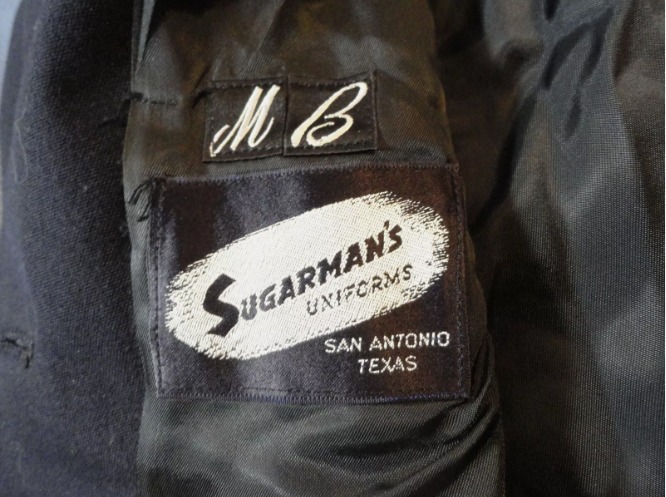 M B
SUGARMAN'S
UNIFORMS
SAN ANTONIO
TEXAS